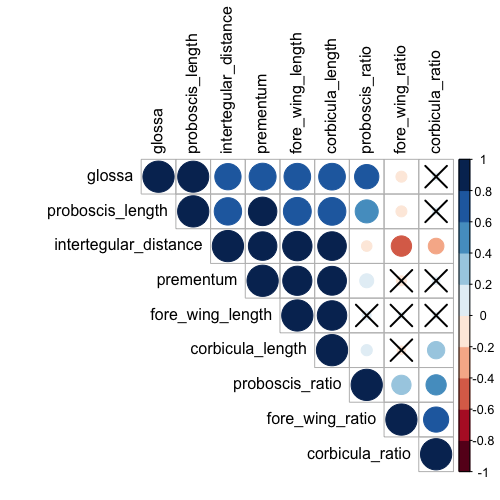 glossa
proboscis_length
intertegular_distance
prementum
fore_wing_length
corbicula_length
proboscis_ratio
fore_wing_ratio
corbicula_ratio
glossa
proboscis_length
intertegular_distance
prementum
fore_wing_length
corbicula_length
proboscis_ratio
fore_wing_ratio
corbicula_ratio
1
0.8
0.6
0.4
0.2
0
-0.2
-0.4
-0.6
-0.8
-1